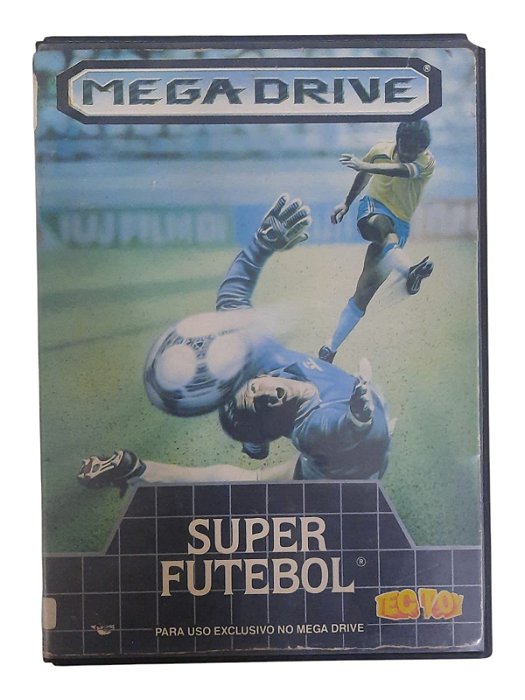 MEGA DRIVE®
SUPER
FUTEBOL®
TEC TOY
PARA USO EXCLUSIVO NO MEGA DRIVE